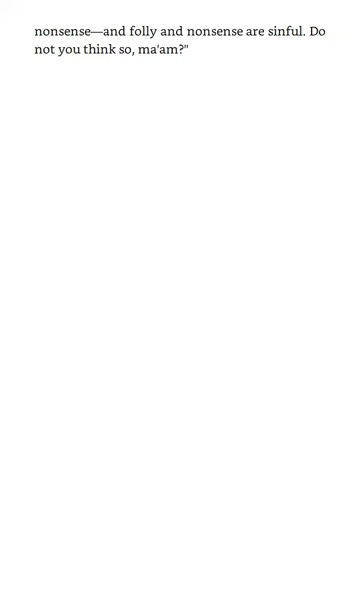 nonsense—and folly and nonsense are sinful. Do
not you think so, ma'am?"